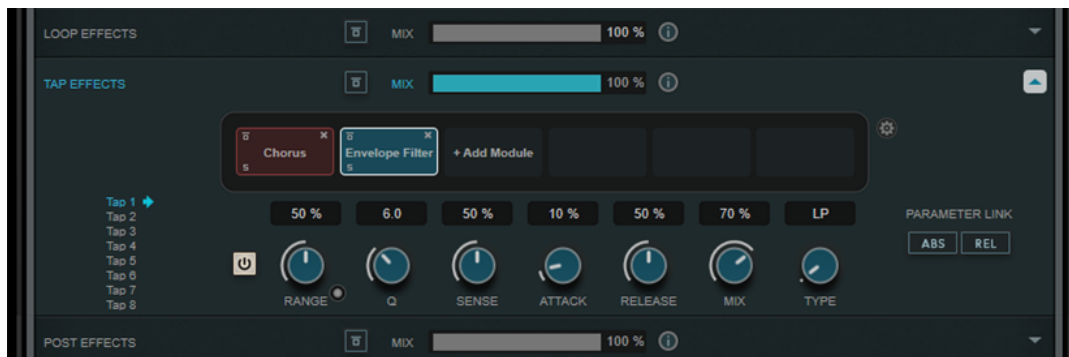 LOOP EFFECTS MIX 100 %
TAP EFFECTS MIX 100 %
Chorus Envelope Filter + Add Module
S S
Tap 1
Tap 2
Tap 3
Tap 4
Tap 5
Tap 6
Tap 7
Tap 8
50 % 6.0 50 % 10 % 50 % 70 % LP
RANGE Q SENSE ATTACK RELEASE MIX TYPE
PARAMETER LINK
ABS REL
POST EFFECTS MIX 100 %